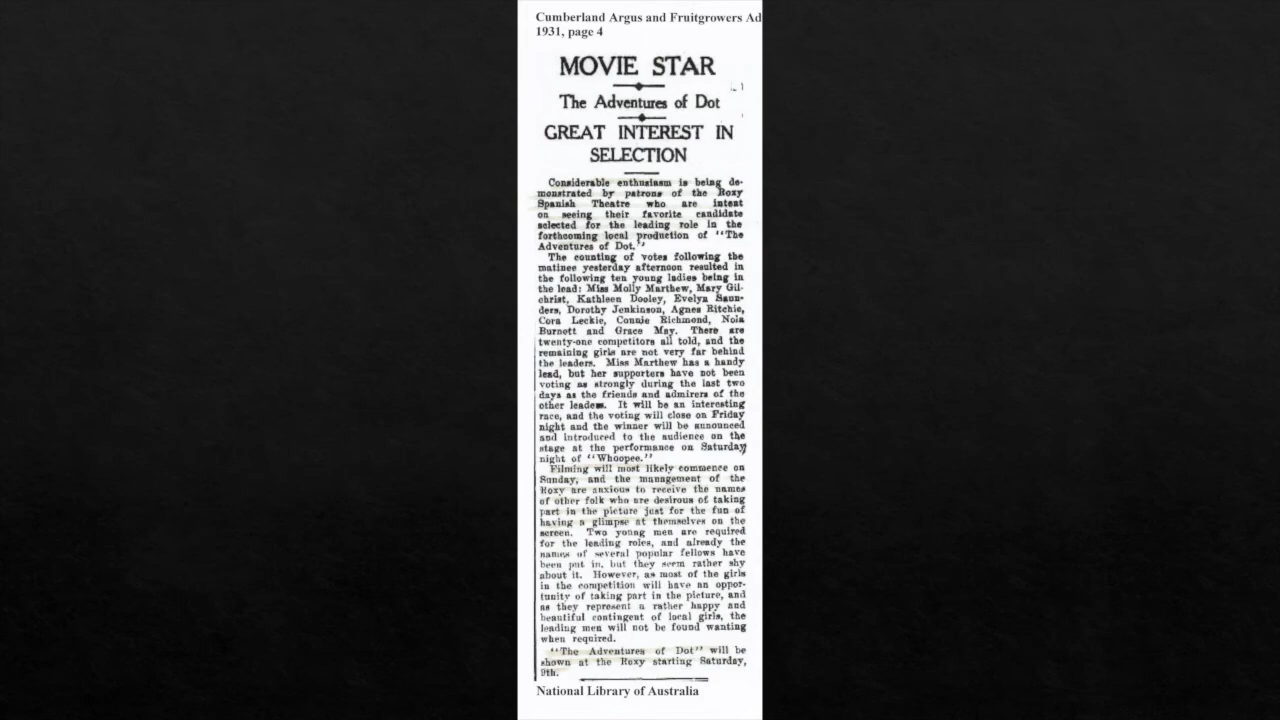 Cumberland Argus and Fruitgrowers Ad
1931, page 4
MOVIE STAR
The Adventures of Dot
GREAT INTEREST IN
SELECTION
Considerable enthusiasm is being de-
monstrated by patrons of the Roxy
Spanish Theatre who are intent
on seeing their favorite candidate
selected for the leading role in the
forthcoming local production of "The
Adventures of Dot."
The counting of votes following the
matinee yesterday afternoon resulted in
the following ten young ladies being in
the lead: Miss Molly Marthew, Mary Gil-
christ, Kathleen Dooley, Evelyn Saun-
ders, Dorothy Jenkinson, Agnes Ritchie,
Cora Leckie, Connie Richmond, Nola
Burnett and Grace May. There are
twenty-one competitors all told, and the
remaining girls are not very far behind
the leaders. Miss Marthew has a handy
lead, but her supporters have not been
voting as strongly during the last two
days as the friends and admirers of the
other leaders. It will be an interesting
race, and the voting will close on Friday
night and the winner will be announced
and introduced to the audience on the
stage at the performance on Saturday
night of "Whoopee."
Filming will most likely commence on
Sunday, and the management of the
Roxy are anxious to receive the names
of other folk who are desirous of taking
part in the picture just for the fun of
having a glimpse at themselves on the
screen. Two young men are required
for the leading roles, and already the
names of several popular fellows have
been put in, but they seem rather shy
about it. However, as most of the girls
in the competition will have an oppor-
tunity of taking part in the picture, and
as they represent a rather happy and
beautiful contingent of local girls, the
leading men will not be found wanting
when required.
"The Adventures of Dot" will be
shown at the Roxy starting Saturday,
9th.
National Library of Australia